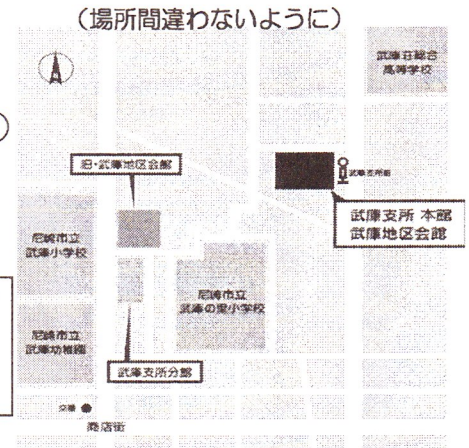 （場所間違わないように）
武庫荘総合
高等学校
旧・武庫地区会館
武庫支所前
武庫支所 本館
武庫地区会館
尼崎市立
武庫小学校
尼崎市立
武庫の里小学校
尼崎市立
武庫幼稚園
武庫支所分館
交番
商店街